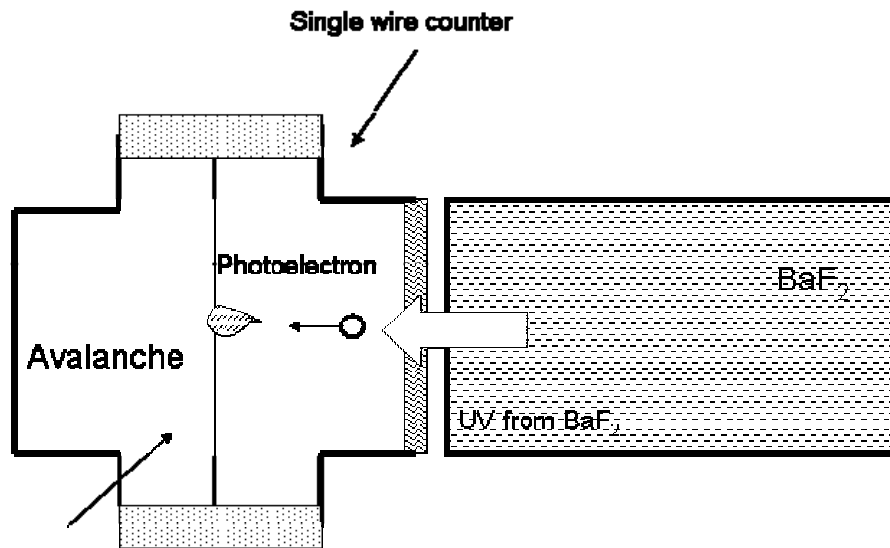 Single wire counter
Photoelectron
BaF₂
Avalanche
UV from BaF₂